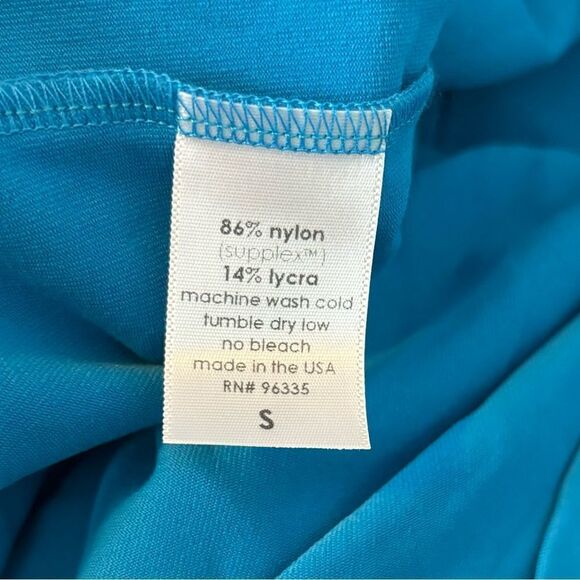 86% nylon
(supplex™)
14% lycra
machine wash cold
tumble dry low
no bleach
made in the USA
RN# 96335
S